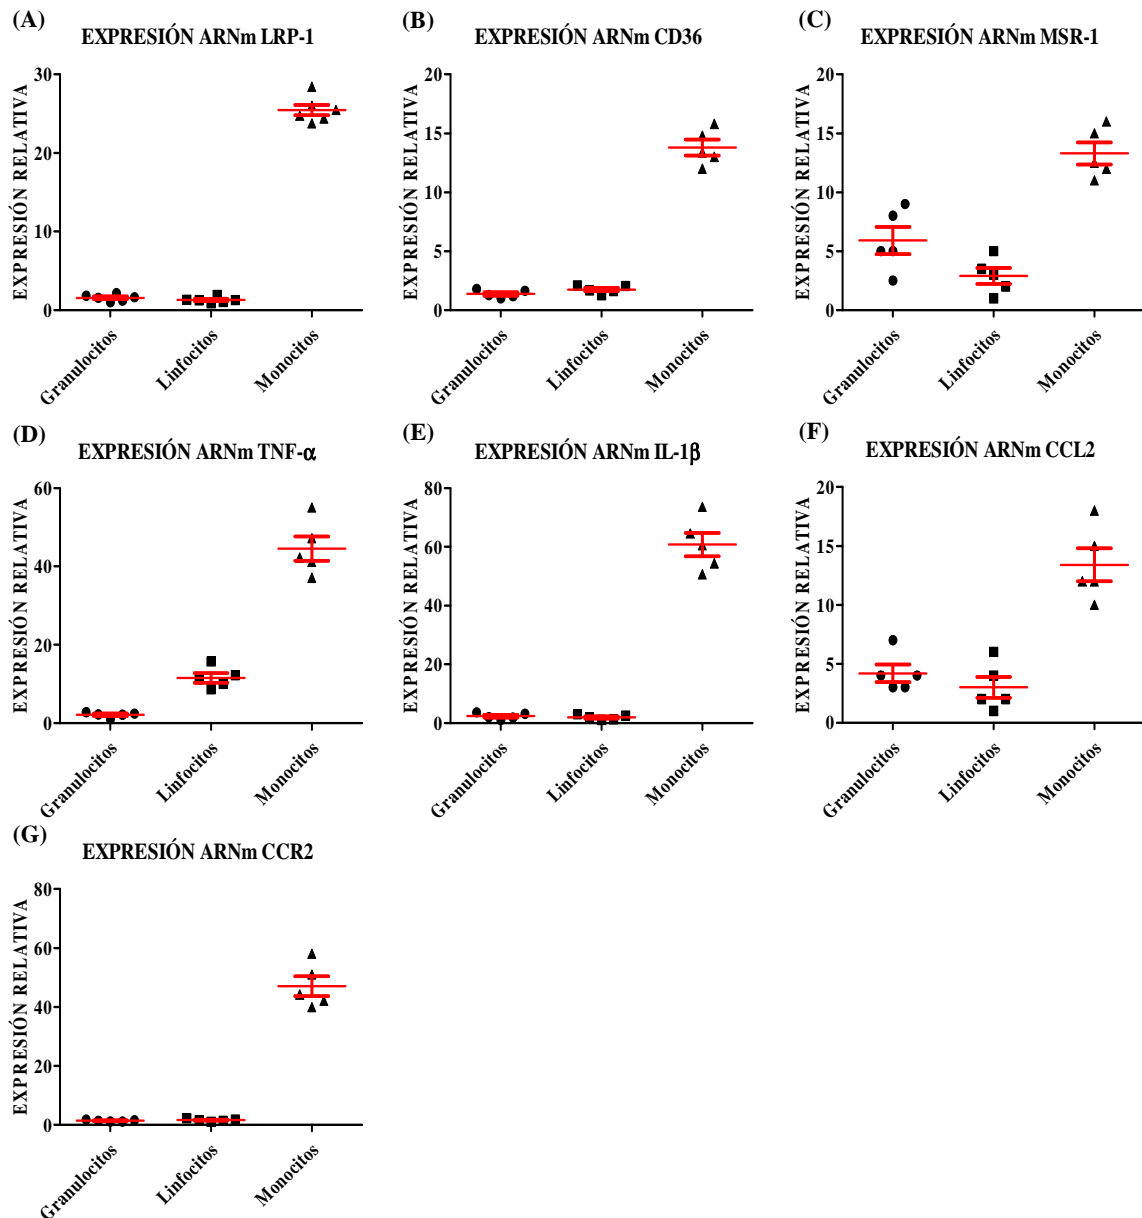 (A)
EXPRESIÓN ARNm LRP-1
EXPRESIÓN RELATIVA
30
20
10
0
Granulocitos
Linfocitos
Monocitos
(B)
EXPRESIÓN ARNm CD36
EXPRESIÓN RELATIVA
20
15
10
5
0
Granulocitos
Linfocitos
Monocitos
(C)
EXPRESIÓN ARNm MSR-1
EXPRESIÓN RELATIVA
20
15
10
5
0
Granulocitos
Linfocitos
Monocitos
(D)
EXPRESIÓN ARNm TNF-α
EXPRESIÓN RELATIVA
60
40
20
0
Granulocitos
Linfocitos
Monocitos
(E)
EXPRESIÓN ARNm IL-1β
EXPRESIÓN RELATIVA
80
60
40
20
0
Granulocitos
Linfocitos
Monocitos
(F)
EXPRESIÓN ARNm CCL2
EXPRESIÓN RELATIVA
20
15
10
5
0
Granulocitos
Linfocitos
Monocitos
(G)
EXPRESIÓN ARNm CCR2
EXPRESIÓN RELATIVA
80
60
40
20
0
Granulocitos
Linfocitos
Monocitos